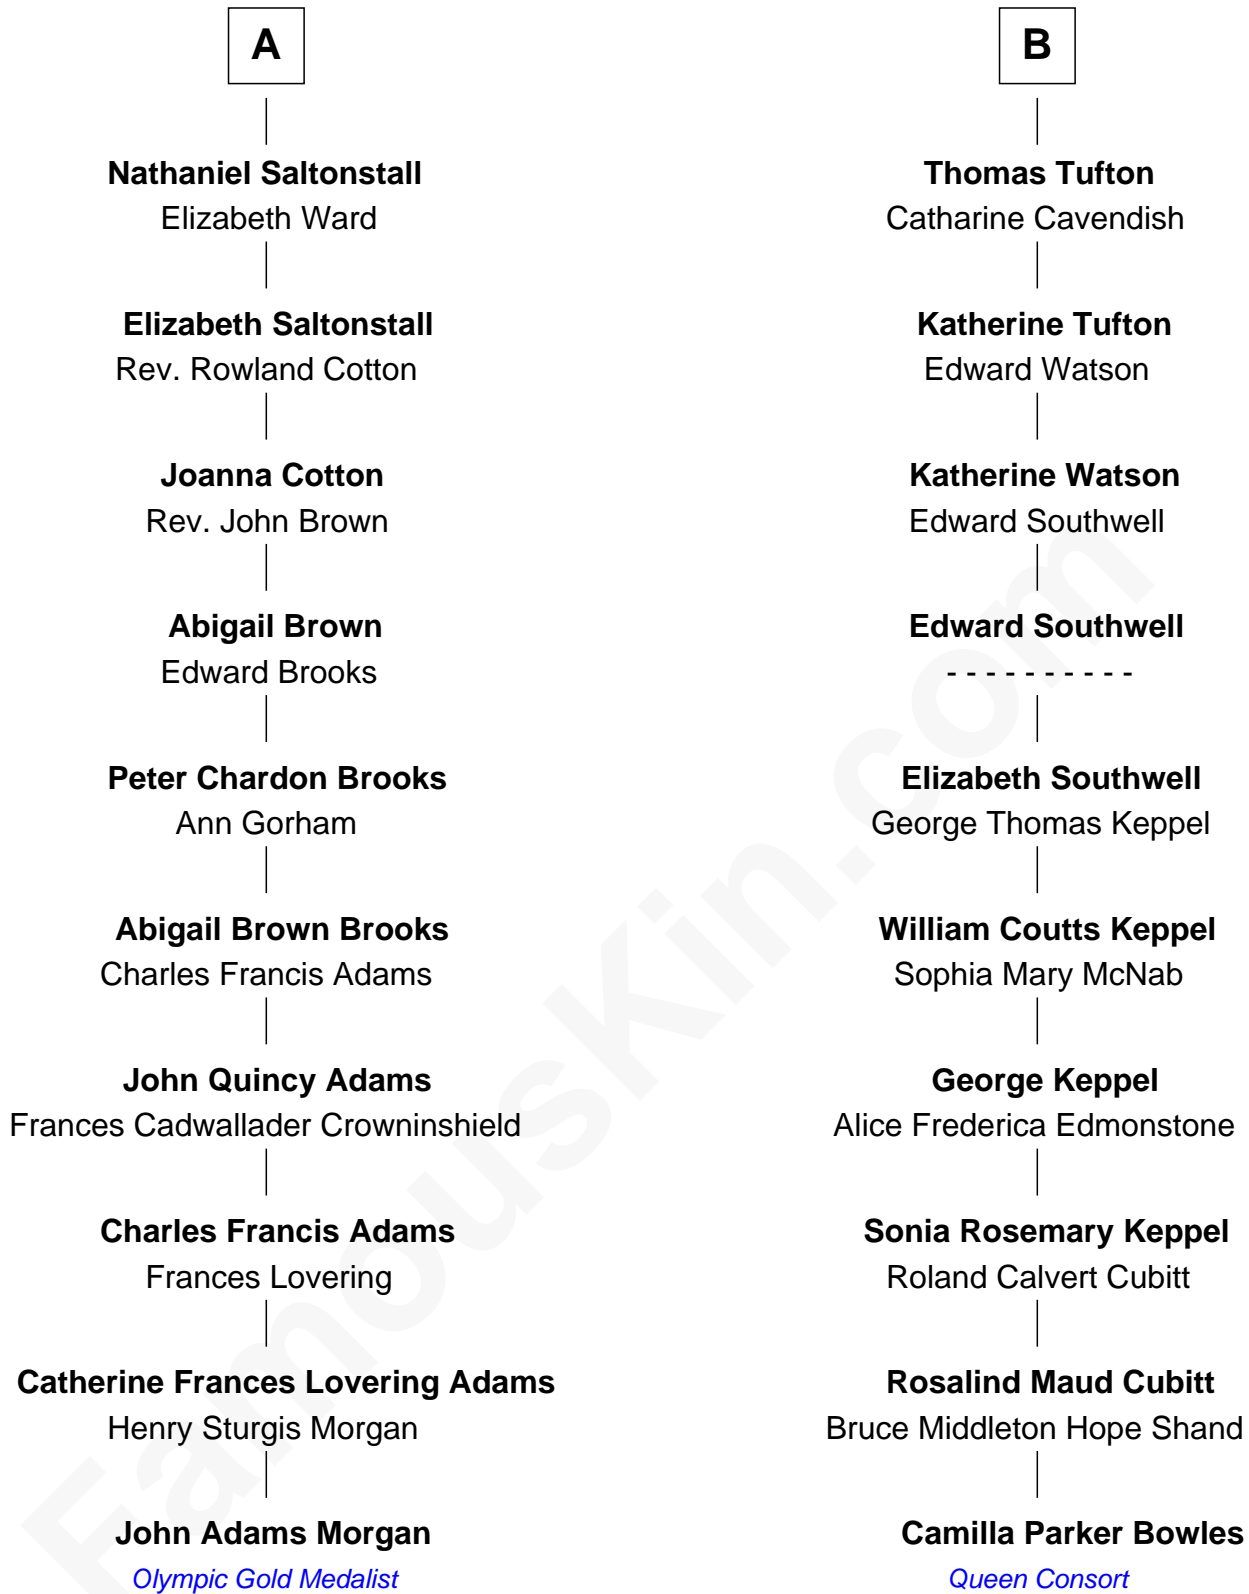 A
Nathaniel Saltonstall
Elizabeth Ward
Elizabeth Saltonstall
Rev. Rowland Cotton
Joanna Cotton
Rev. John Brown
Abigail Brown
Edward Brooks
Peter Chardon Brooks
Ann Gorham
Abigail Brown Brooks
Charles Francis Adams
John Quincy Adams
Frances Cadwallader Crowninshield
Charles Francis Adams
Frances Lovering
Catherine Frances Lovering Adams
Henry Sturgis Morgan
John Adams Morgan
Olympic Gold Medalist
B
Thomas Tufton
Catharine Cavendish
Katherine Tufton
Edward Watson
Katherine Watson
Edward Southwell
Edward Southwell
- - - - - - - - - -
Elizabeth Southwell
George Thomas Keppel
William Coutts Keppel
Sophia Mary McNab
George Keppel
Alice Frederica Edmonstone
Sonia Rosemary Keppel
Roland Calvert Cubitt
Rosalind Maud Cubitt
Bruce Middleton Hope Shand
Camilla Parker Bowles
Queen Consort
FamousKin.com